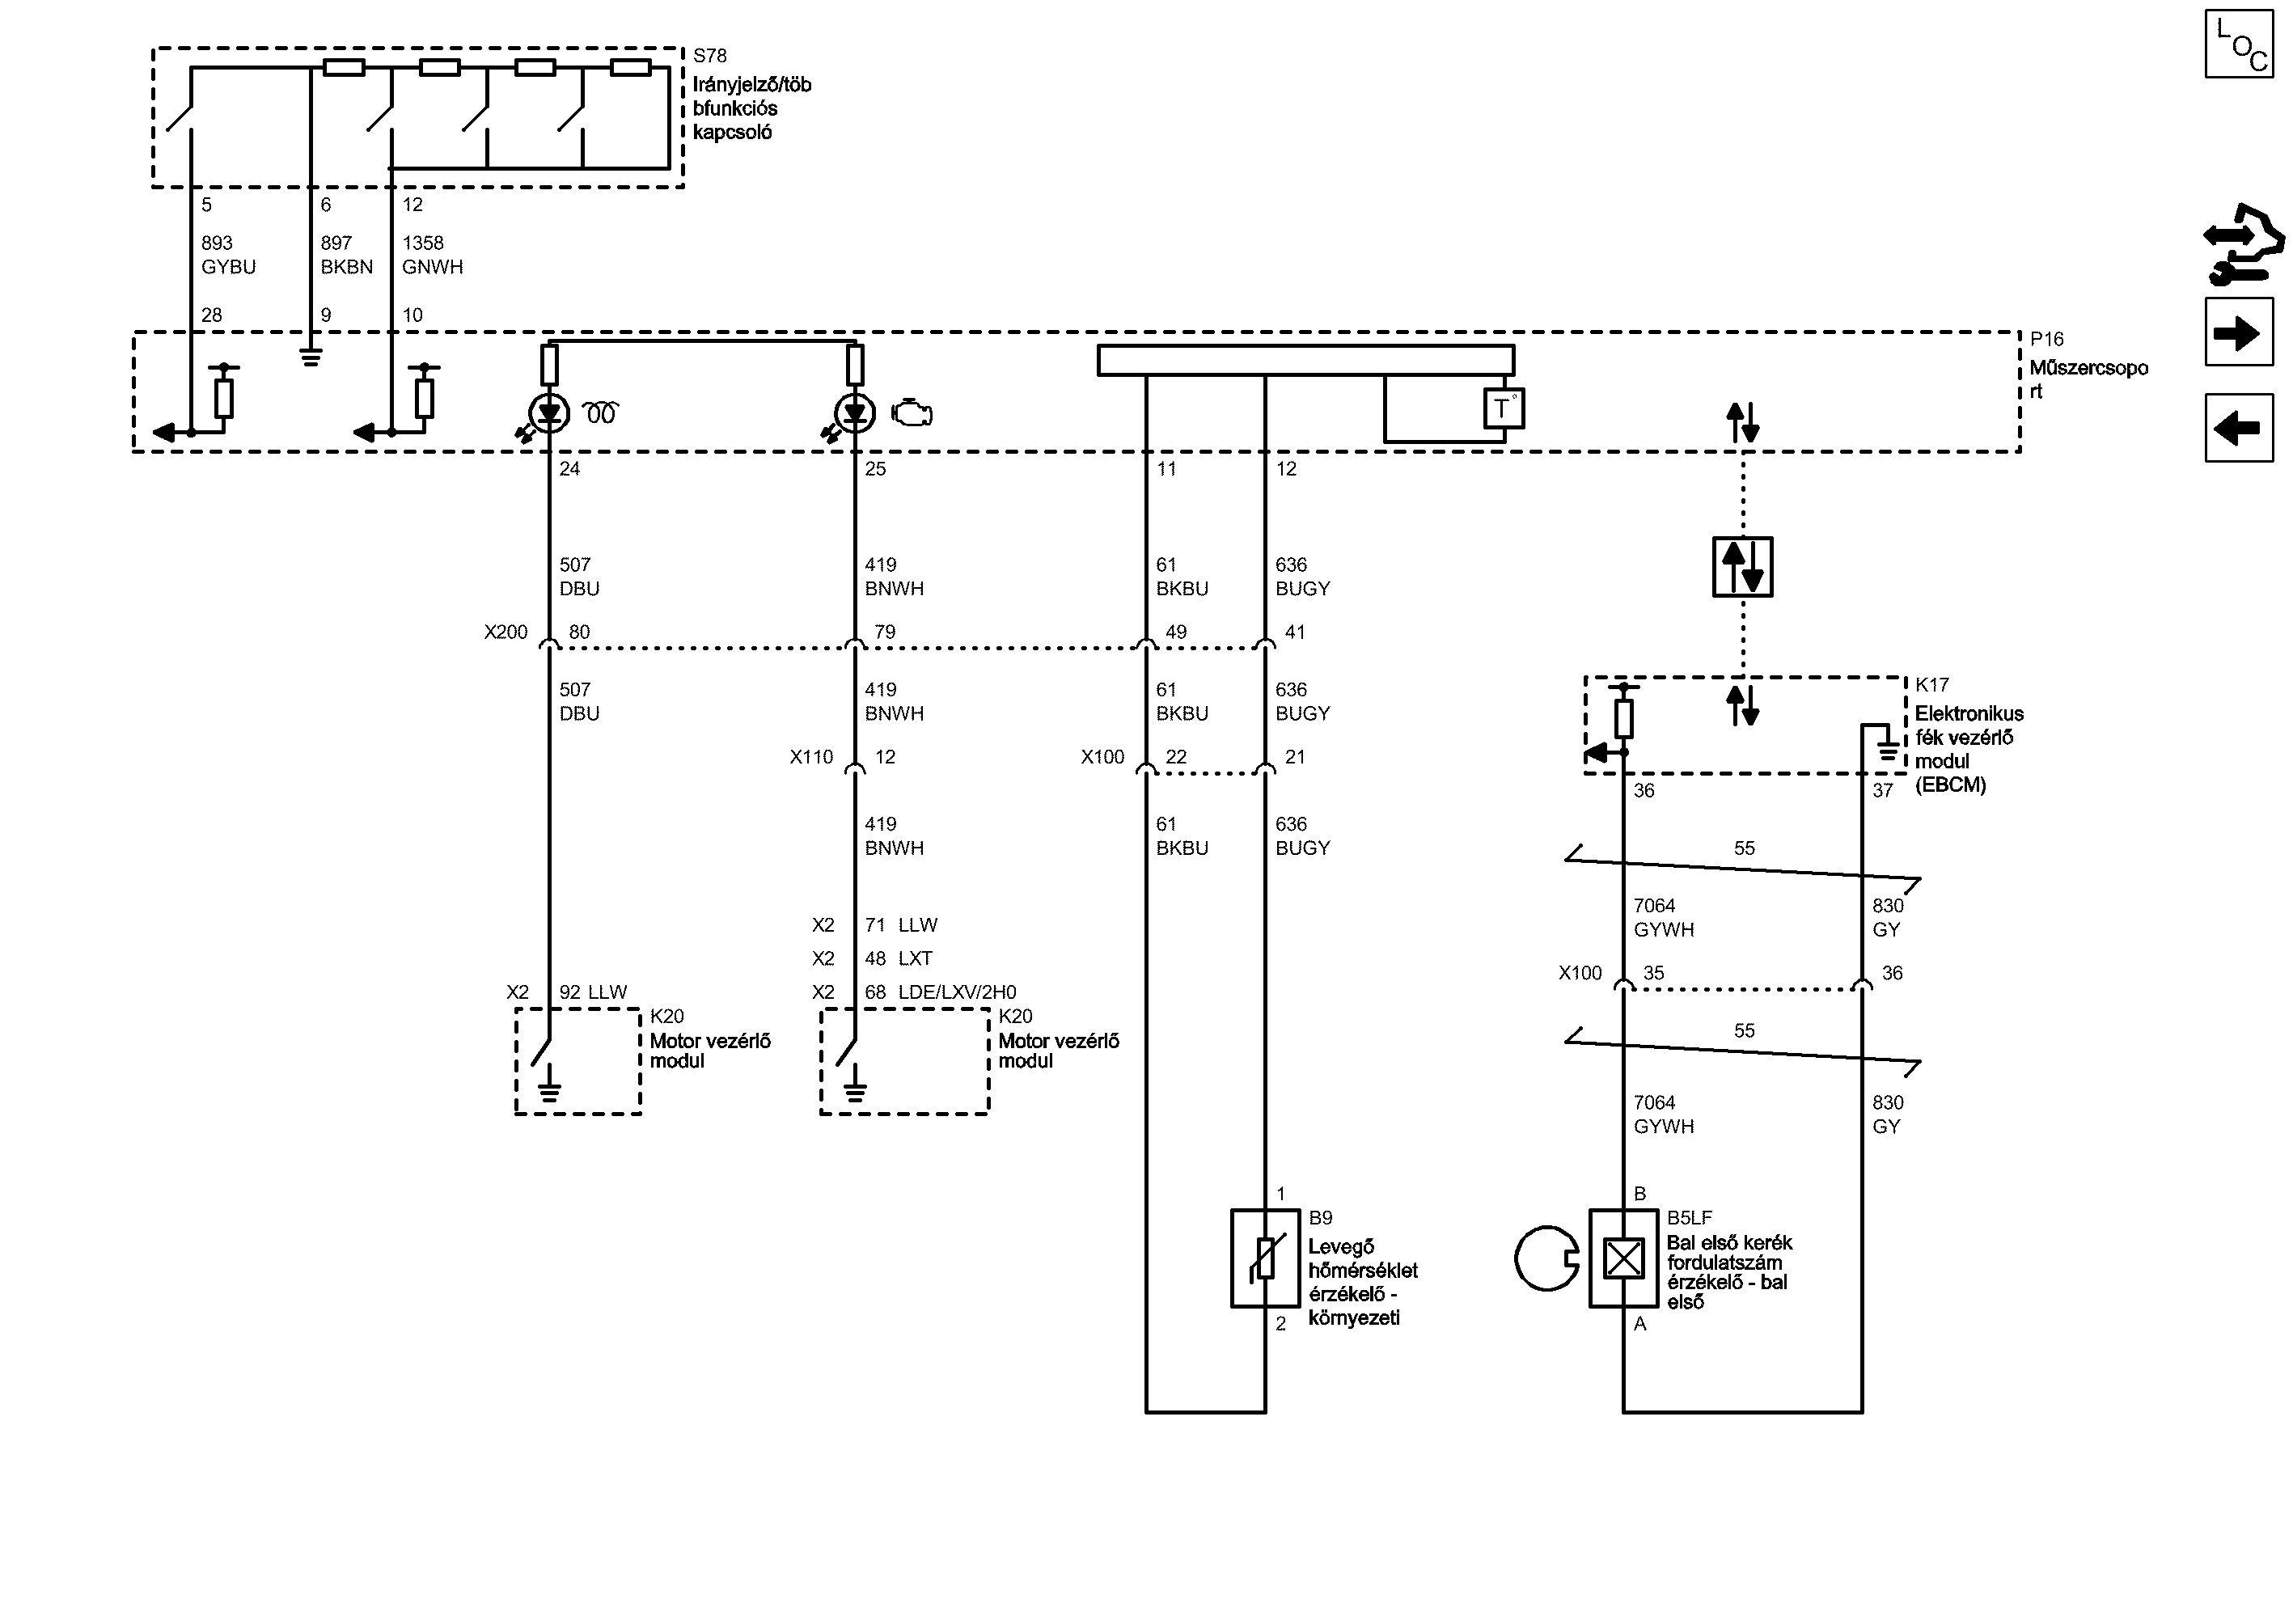 LOC
S78
Irányjelző/töb
bfunkciós
kapcsoló
5 6 12
893 897 1358
GYBU BKBN GNWH
28 9 10
P16
Műszercsopo
rt
T°
24 25 11 12
507 419 61 636
DBU BNWH BKBU BUGY
X200 80 79 49 41
507 419 61 636
DBU BNWH BKBU BUGY
K17
Elektronikus
fék vezérlő
modul
(EBCM)
X110 12 X100 22 21
36 37
419 61 636
BNWH BKBU BUGY
55
7064 830
GYWH GY
X2 71 LLW
X2 48 LXT
X100 35 36
X2 92 LLW X2 68 LDE/LXV/2H0
K20
Motor vezérlő
modul
K20
Motor vezérlő
modul
55
7064 830
GYWH GY
1
B9
Levegő
hőmérséklet
érzékelő -
környezeti
2
B
B5LF
Bal első kerék
fordulatszám
érzékelő - bal
első
A